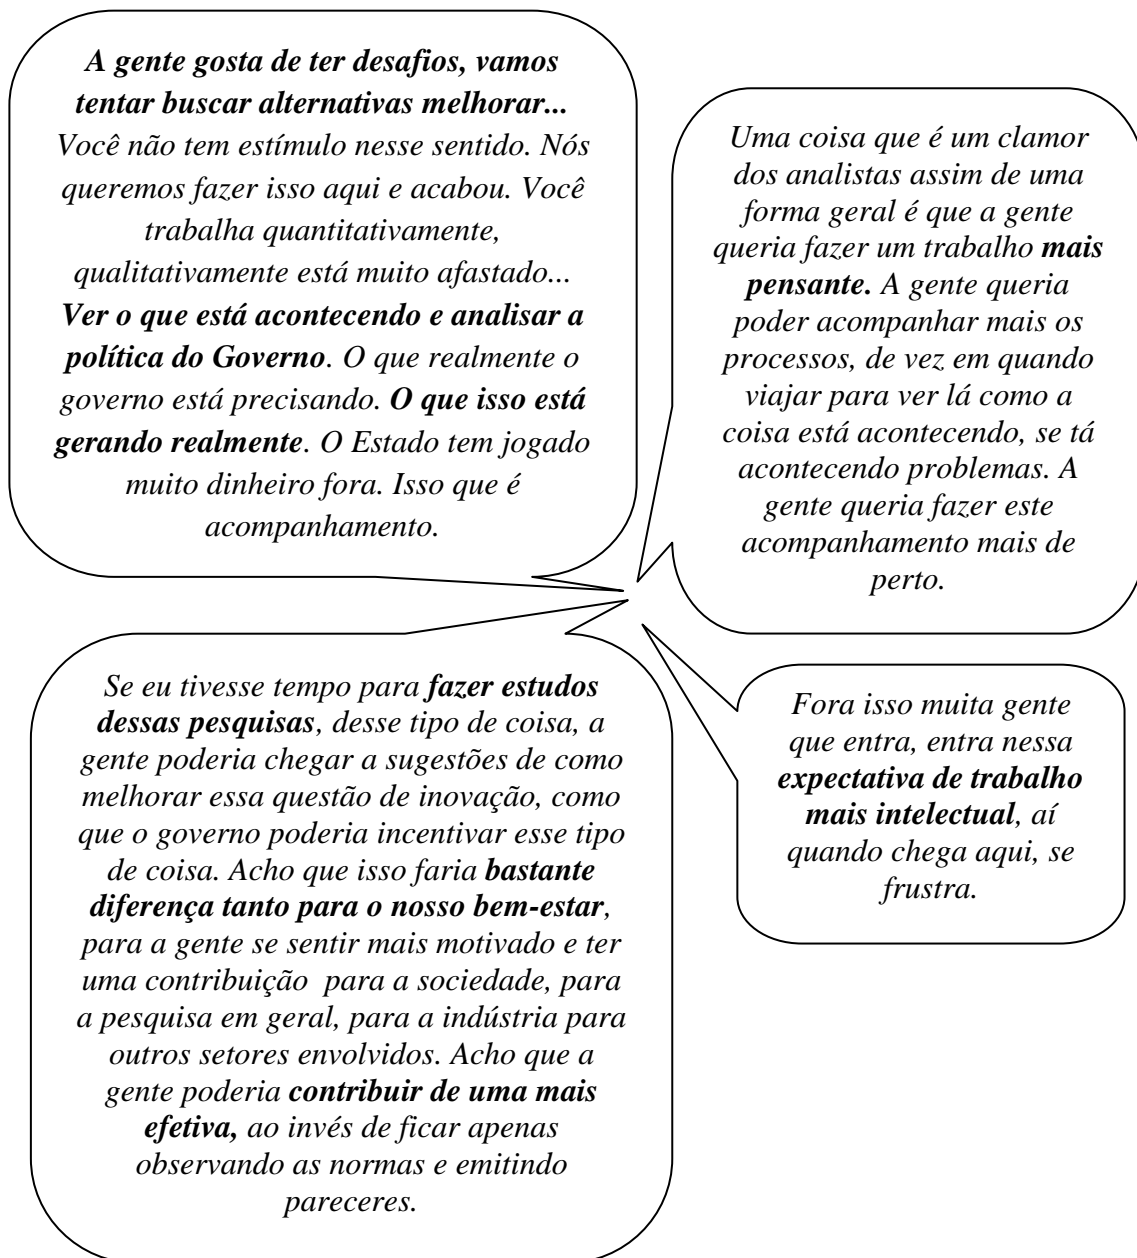 A gente gosta de ter desafios, vamos
tentar buscar alternativas melhorar...
Você não tem estímulo nesse sentido. Nós
queremos fazer isso aqui e acabou. Você
trabalha quantitativamente,
qualitativamente está muito afastado...
Ver o que está acontecendo e analisar a
política do Governo. O que realmente o
governo está precisando. O que isso está
gerando realmente. O Estado tem jogado
muito dinheiro fora. Isso que é
acompanhamento.
Uma coisa que é um clamor
dos analistas assim de uma
forma geral é que a gente
queria fazer um trabalho mais
pensante. A gente queria
poder acompanhar mais os
processos, de vez em quando
viajar para ver lá como a
coisa está acontecendo, se tá
acontecendo problemas. A
gente queria fazer este
acompanhamento mais de
perto.
Se eu tivesse tempo para fazer estudos
dessas pesquisas, desse tipo de coisa, a
gente poderia chegar a sugestões de como
melhorar essa questão de inovação, como
que o governo poderia incentivar esse tipo
de coisa. Acho que isso faria bastante
diferença tanto para o nosso bem-estar,
para a gente se sentir mais motivado e ter
uma contribuição para a sociedade, para
a pesquisa em geral, para a indústria para
outros setores envolvidos. Acho que a
gente poderia contribuir de uma mais
efetiva, ao invés de ficar apenas
observando as normas e emitindo
pareceres.
Fora isso muita gente
que entra, entra nessa
expectativa de trabalho
mais intelectual, aí
quando chega aqui, se
frustra.